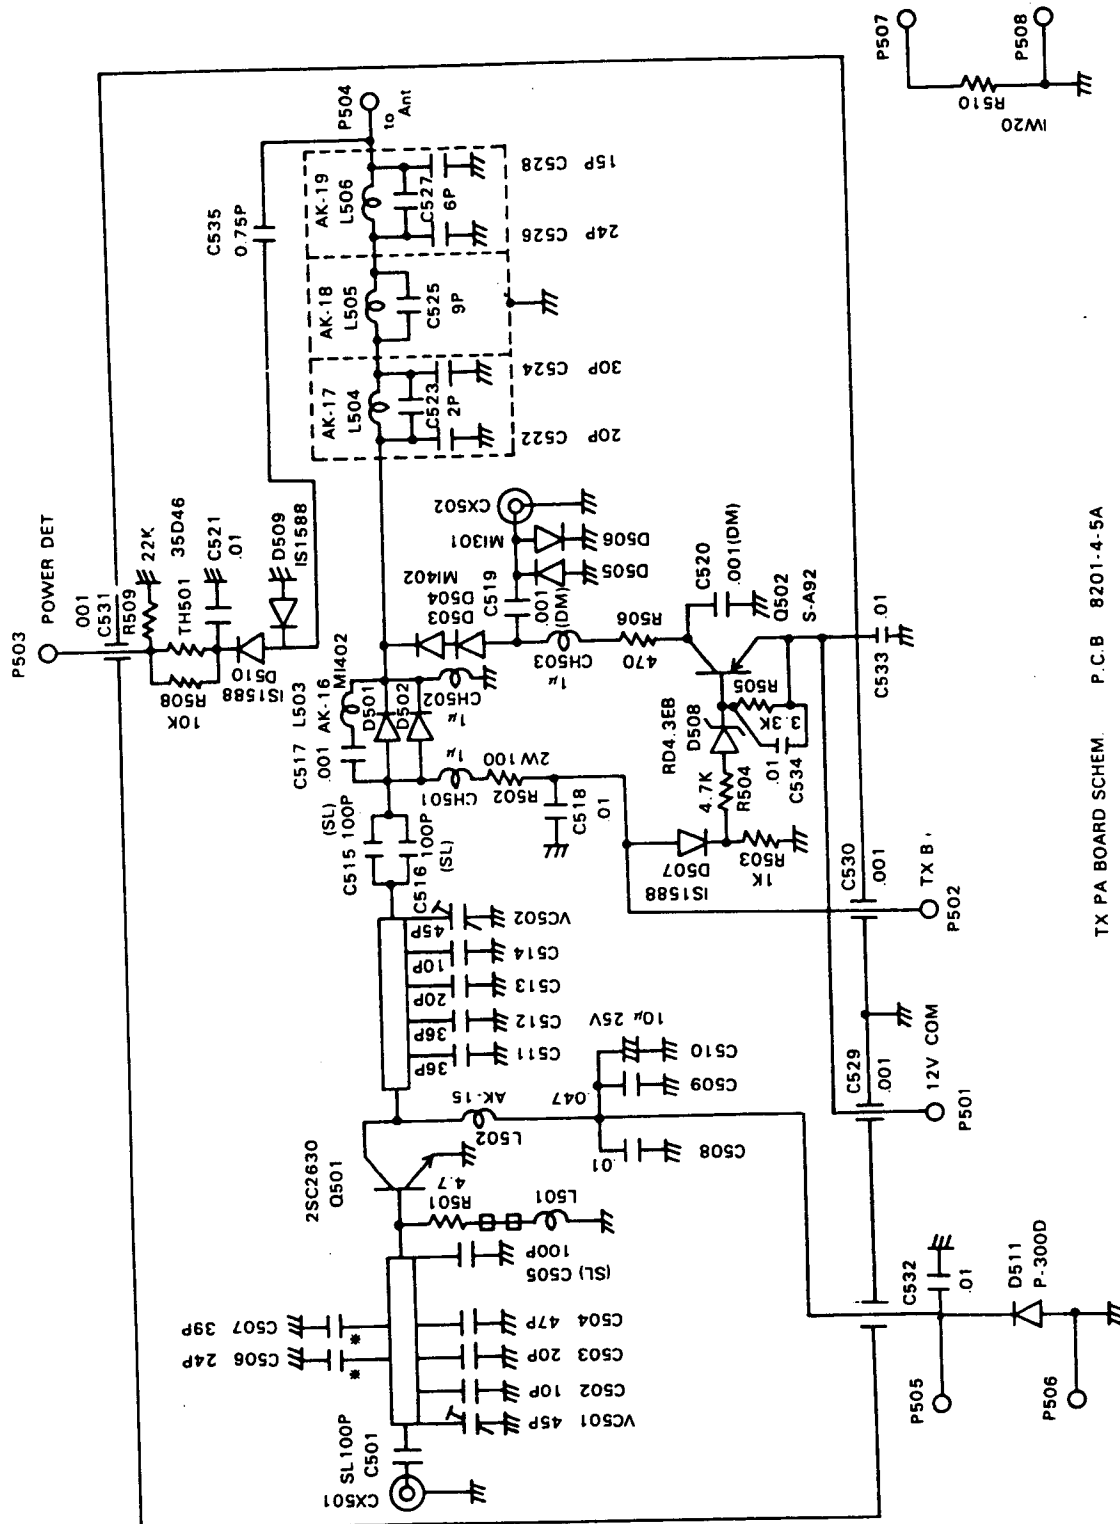 P503
POWER DET
.001
C531
R509
22K
35D46
TH501
C521
.01
D509
IS1588
R508
10K
D510
IS1588
C535
0.75P
P504
to
Ant
AK-19
L506
C527
6P
15P C528
24P C526
AK-18
L505
C525
9P
AK-17
L504
C523
2P
30P C524
20P C522
P507
P508
R510
IW20
C517
.001
L503
AK-16
MI402
D501
D502
CH502
1μ
CH501
1μ
2W100
R502
C518
.01
MI402
D504
D503
C519
.001
(DM)
CX502
MI301
D506
D505
CH503
1μ
R506
470
C520
.001(DM)
Q502
S-A92
RD4.3EB
D508
R505
3.3K
.01
C534
4.7K
R504
D507
IS1588
R503
1K
C533
.01
C530
.001
TX B
P502
C515
100P
(SL)
C516
100P
(SL)
VC502
45P
C514
10P
C513
20P
C512
36P
C511
36P
2SC2630
Q501
AK-15
L502
.047
10μ 25V
C510
C509
C508
.01
4.7
R501
L501
100P
(SL) C505
C507 39P
*
C506 24P
*
C504 47P
C503 20P
C502 10P
VC501 45P
SL100P
C501
CX501
C529
.001
12V COM
P501
C532
.01
D511
P-300D
P505
P506
TX PA BOARD SCHEM. P.C.B 8201-4-5A